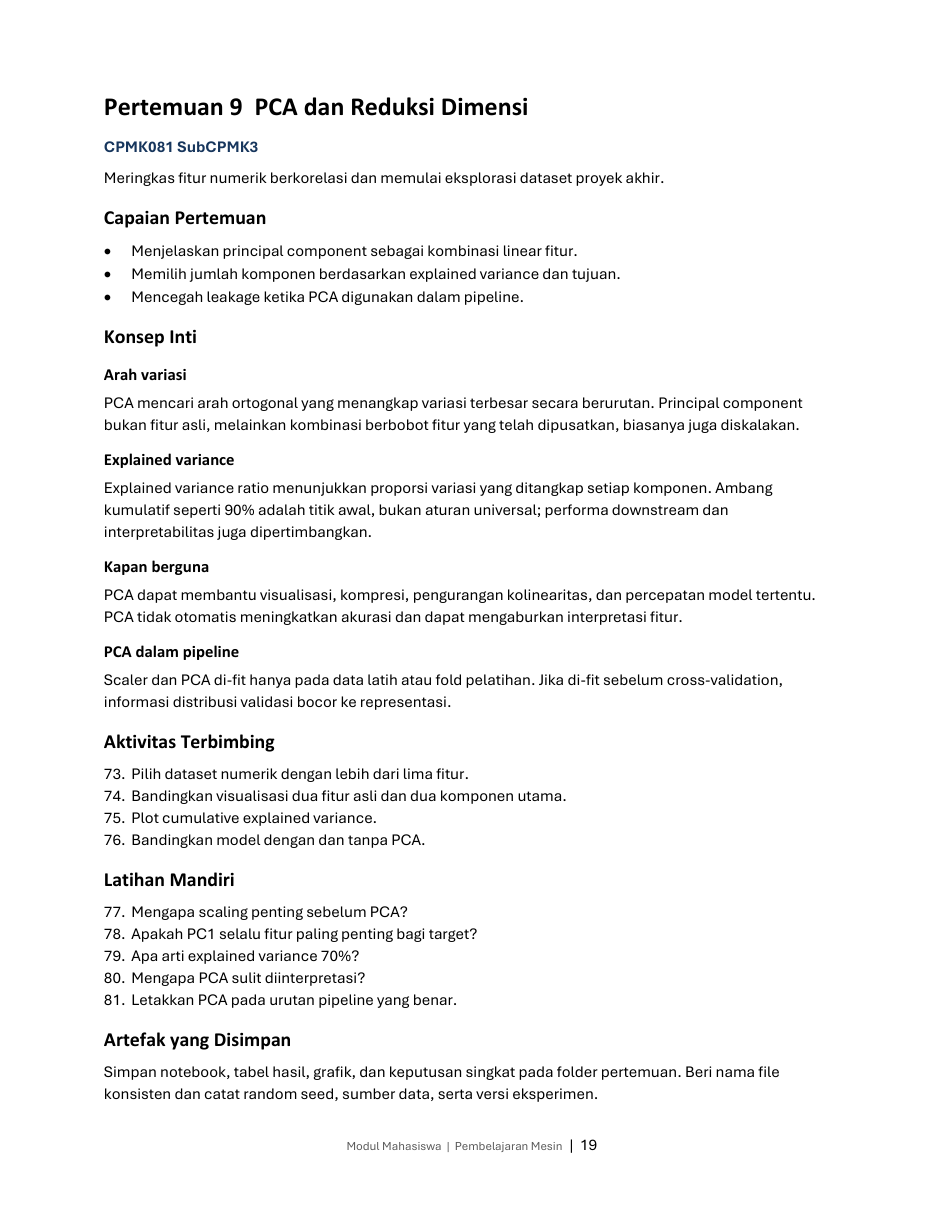 Pertemuan 9  PCA dan Reduksi Dimensi
CPMK081 SubCPMK3
Meringkas fitur numerik berkorelasi dan memulai eksplorasi dataset proyek akhir.
Capaian Pertemuan
• Menjelaskan principal component sebagai kombinasi linear fitur.
• Memilih jumlah komponen berdasarkan explained variance dan tujuan.
• Mencegah leakage ketika PCA digunakan dalam pipeline.
Konsep Inti
Arah variasi
PCA mencari arah ortogonal yang menangkap variasi terbesar secara berurutan. Principal component
bukan fitur asli, melainkan kombinasi berbobot fitur yang telah dipusatkan, biasanya juga diskalakan.
Explained variance
Explained variance ratio menunjukkan proporsi variasi yang ditangkap setiap komponen. Ambang
kumulatif seperti 90% adalah titik awal, bukan aturan universal; performa downstream dan
interpretabilitas juga dipertimbangkan.
Kapan berguna
PCA dapat membantu visualisasi, kompresi, pengurangan kolinearitas, dan percepatan model tertentu.
PCA tidak otomatis meningkatkan akurasi dan dapat mengaburkan interpretasi fitur.
PCA dalam pipeline
Scaler dan PCA di-fit hanya pada data latih atau fold pelatihan. Jika di-fit sebelum cross-validation,
informasi distribusi validasi bocor ke representasi.
Aktivitas Terbimbing
73. Pilih dataset numerik dengan lebih dari lima fitur.
74. Bandingkan visualisasi dua fitur asli dan dua komponen utama.
75. Plot cumulative explained variance.
76. Bandingkan model dengan dan tanpa PCA.
Latihan Mandiri
77. Mengapa scaling penting sebelum PCA?
78. Apakah PC1 selalu fitur paling penting bagi target?
79. Apa arti explained variance 70%?
80. Mengapa PCA sulit diinterpretasi?
81. Letakkan PCA pada urutan pipeline yang benar.
Artefak yang Disimpan
Simpan notebook, tabel hasil, grafik, dan keputusan singkat pada folder pertemuan. Beri nama file
konsisten dan catat random seed, sumber data, serta versi eksperimen.
Modul Mahasiswa | Pembelajaran Mesin | 19